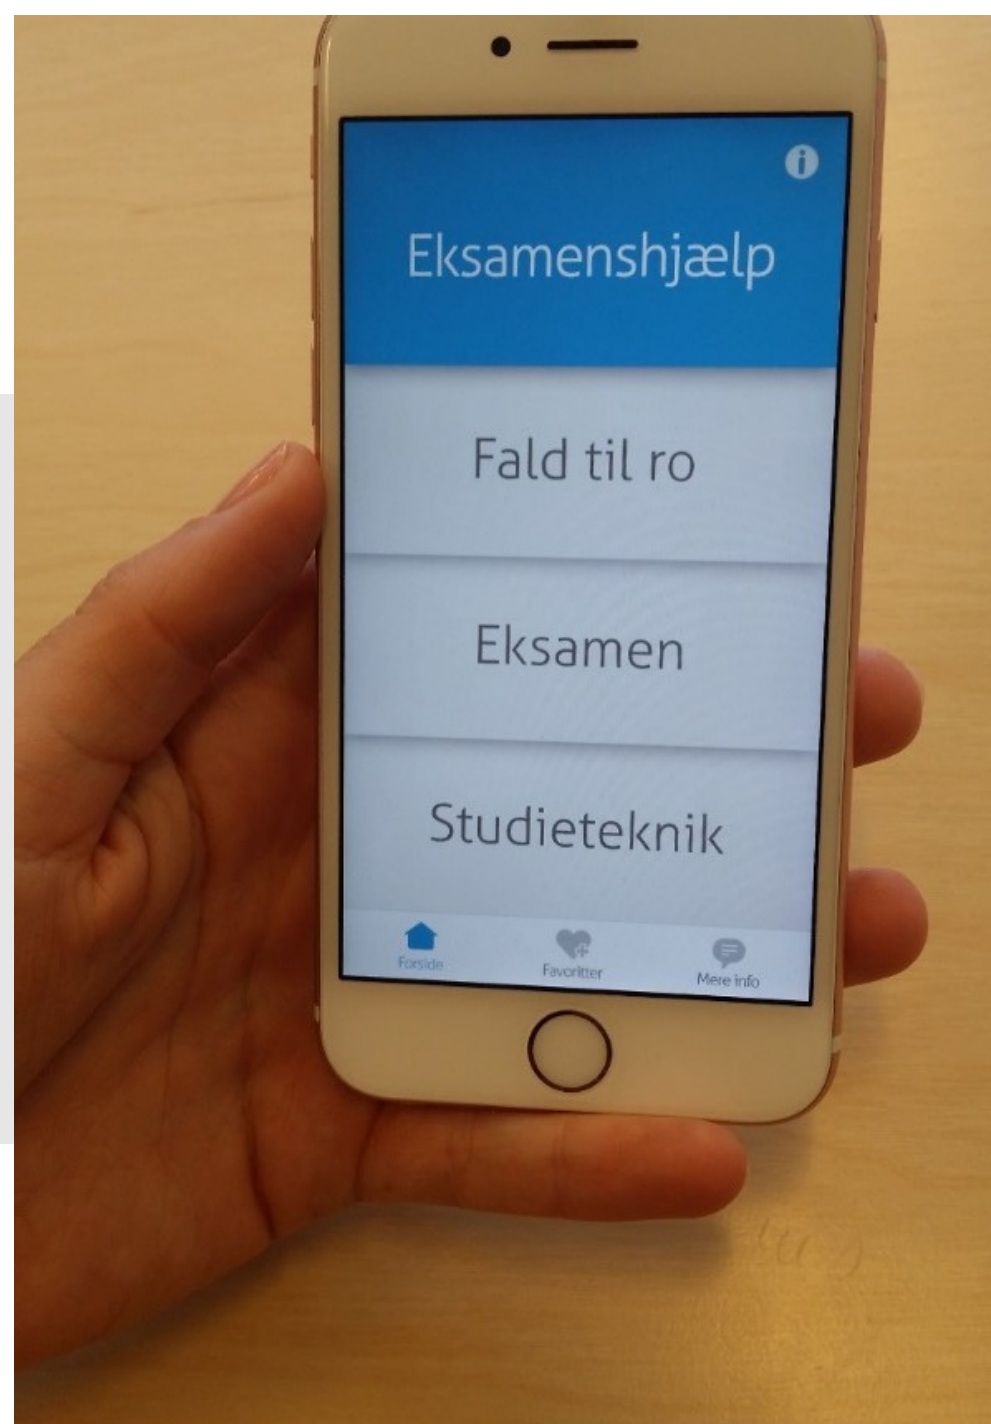 Eksamenshjælp
Fald til ro
Eksamen
Studieteknik
Forside
Favoritter
Mere info